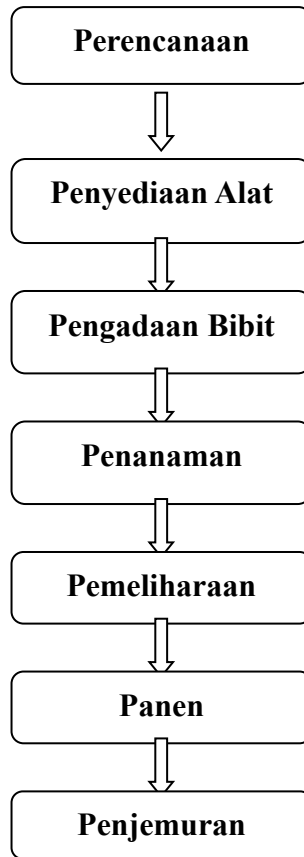 Perencanaan
Penyediaan Alat
Pengadaan Bibit
Penanaman
Pemeliharaan
Panen
Penjemuran